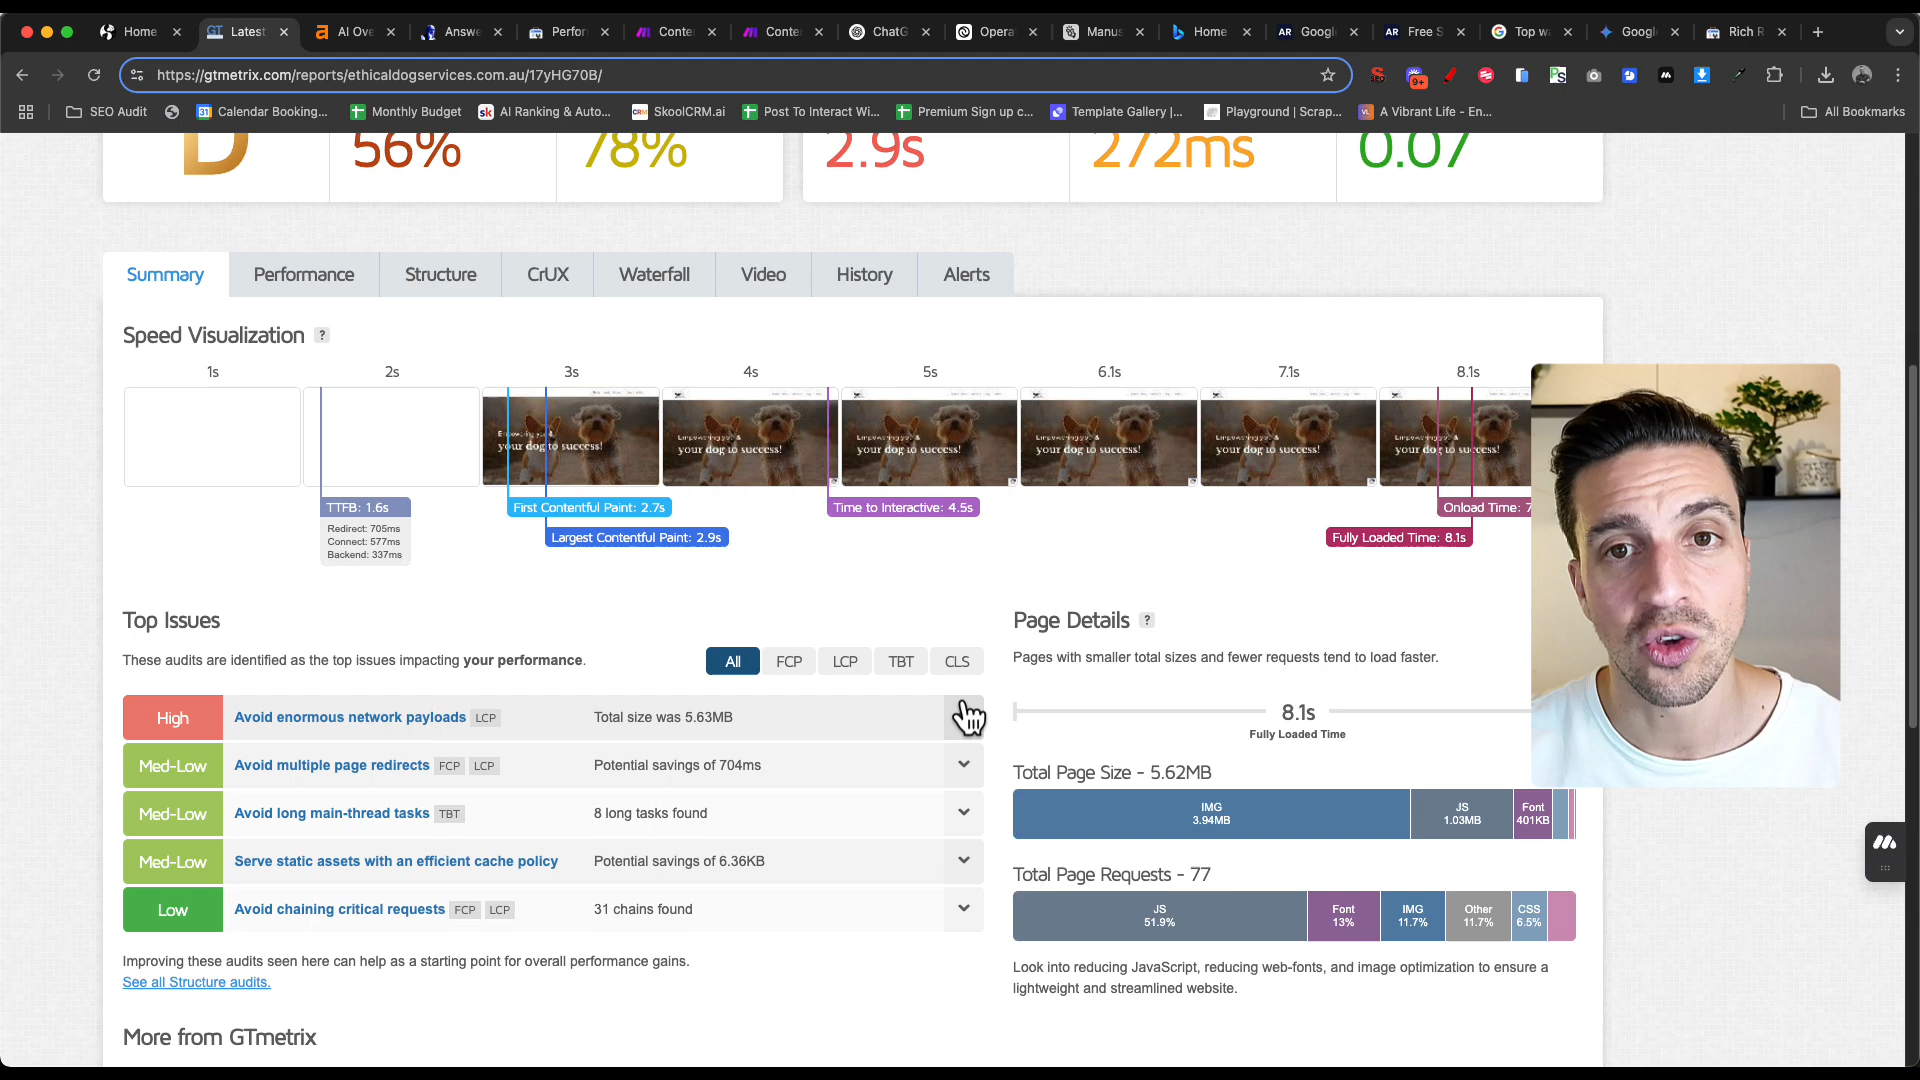 Home
Latest
AI Ove
Answ
Perfor
Conte
Conte
ChatG
Opera
Manus
Home
Googl
Free S
Top w
Googl
Rich R
https://gtmetrix.com/reports/ethicaldogservices.com.au/17yHG70B/
9+
SEO Audit
Calendar Booking...
Monthly Budget
AI Ranking & Auto...
SkoolCRM.ai
Post To Interact Wi...
Premium Sign up c...
Template Gallery |...
Playground | Scrap...
A Vibrant Life - En...
All Bookmarks
D
56%
78%
2.9s
272ms
0.07
Summary
Performance
Structure
CrUX
Waterfall
Video
History
Alerts
Speed Visualization ?
1s
2s
3s
4s
5s
6.1s
7.1s
8.1s
your dog to success!
your dog to success!
your dog to success!
your dog to success!
your dog to success!
TTFB: 1.6s
Redirect: 705ms
Connect: 577ms
Backend: 337ms
First Contentful Paint: 2.7s
Largest Contentful Paint: 2.9s
Time to Interactive: 4.5s
Onload Time: 7
Fully Loaded Time: 8.1s
Top Issues
These audits are identified as the top issues impacting your performance.
All
FCP
LCP
TBT
CLS
High Avoid enormous network payloads LCP Total size was 5.63MB
Med-Low Avoid multiple page redirects FCP LCP Potential savings of 704ms
Med-Low Avoid long main-thread tasks TBT 8 long tasks found
Med-Low Serve static assets with an efficient cache policy Potential savings of 6.36KB
Low Avoid chaining critical requests FCP LCP 31 chains found
Improving these audits seen here can help as a starting point for overall performance gains.
See all Structure audits.
More from GTmetrix
Page Details ?
Pages with smaller total sizes and fewer requests tend to load faster.
8.1s
Fully Loaded Time
Total Page Size - 5.62MB
IMG
3.94MB
JS
1.03MB
Font
401KB
Total Page Requests - 77
JS
51.9%
Font
13%
IMG
11.7%
Other
11.7%
CSS
6.5%
Look into reducing JavaScript, reducing web-fonts, and image optimization to ensure a
lightweight and streamlined website.